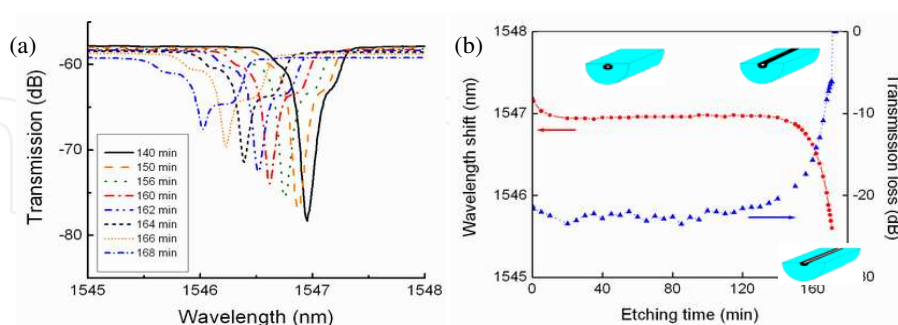 (a)
Transmission (dB)
-60
-70
-80
140 min
150 min
156 min
160 min
162 min
164 min
166 min
168 min
1545 1546 1547 1548
Wavelength (nm)
(b)
Wavelength shift (nm)
1548
1547
1546
1545
0 40 80 120 160
Etching time (min)
0
-10
-20
30
Transmission loss (dB)